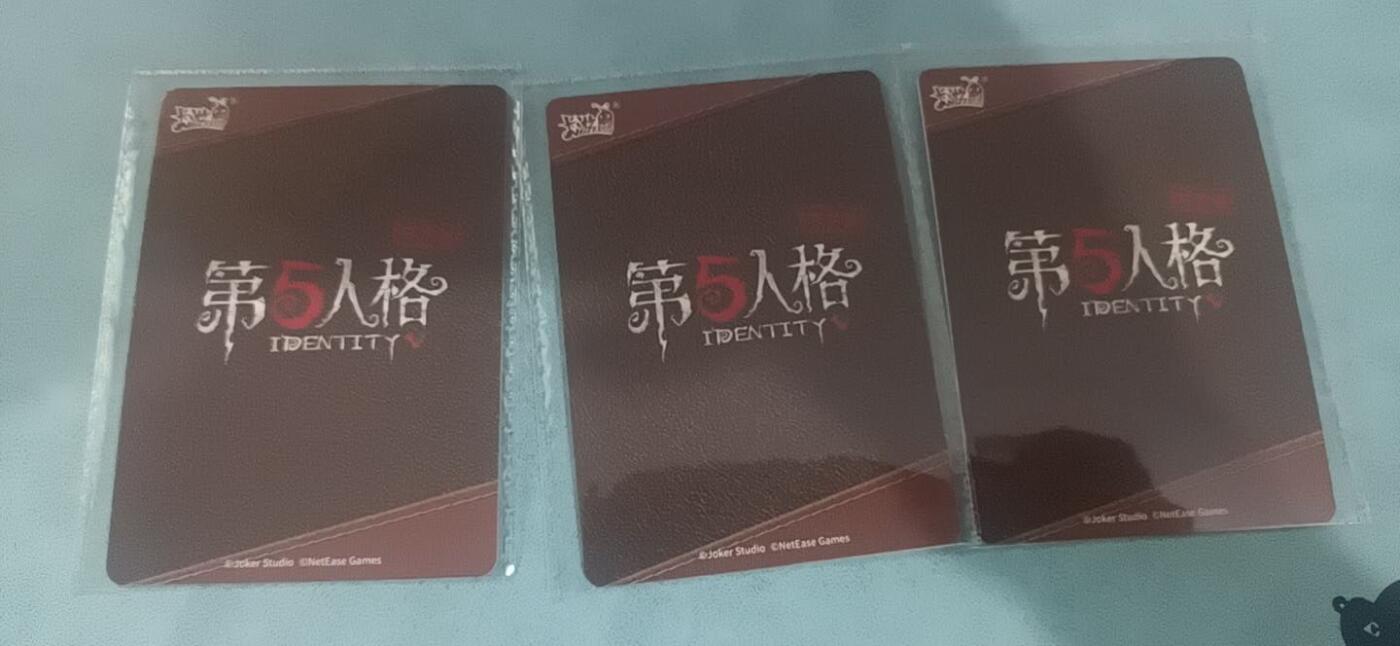 第5人格
IDENTITY V
©Joker Studio ©NetEase Games
第5人格
IDENTITY V
©Joker Studio ©NetEase Games
第5人格
IDENTITY V
©Joker Studio ©NetEase Games